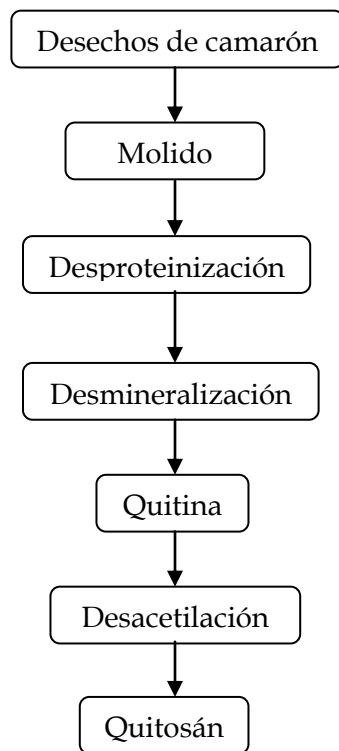 Desechos de camarón
Molido
Desproteinización
Desmineralización
Quitina
Desacetilación
Quitosán